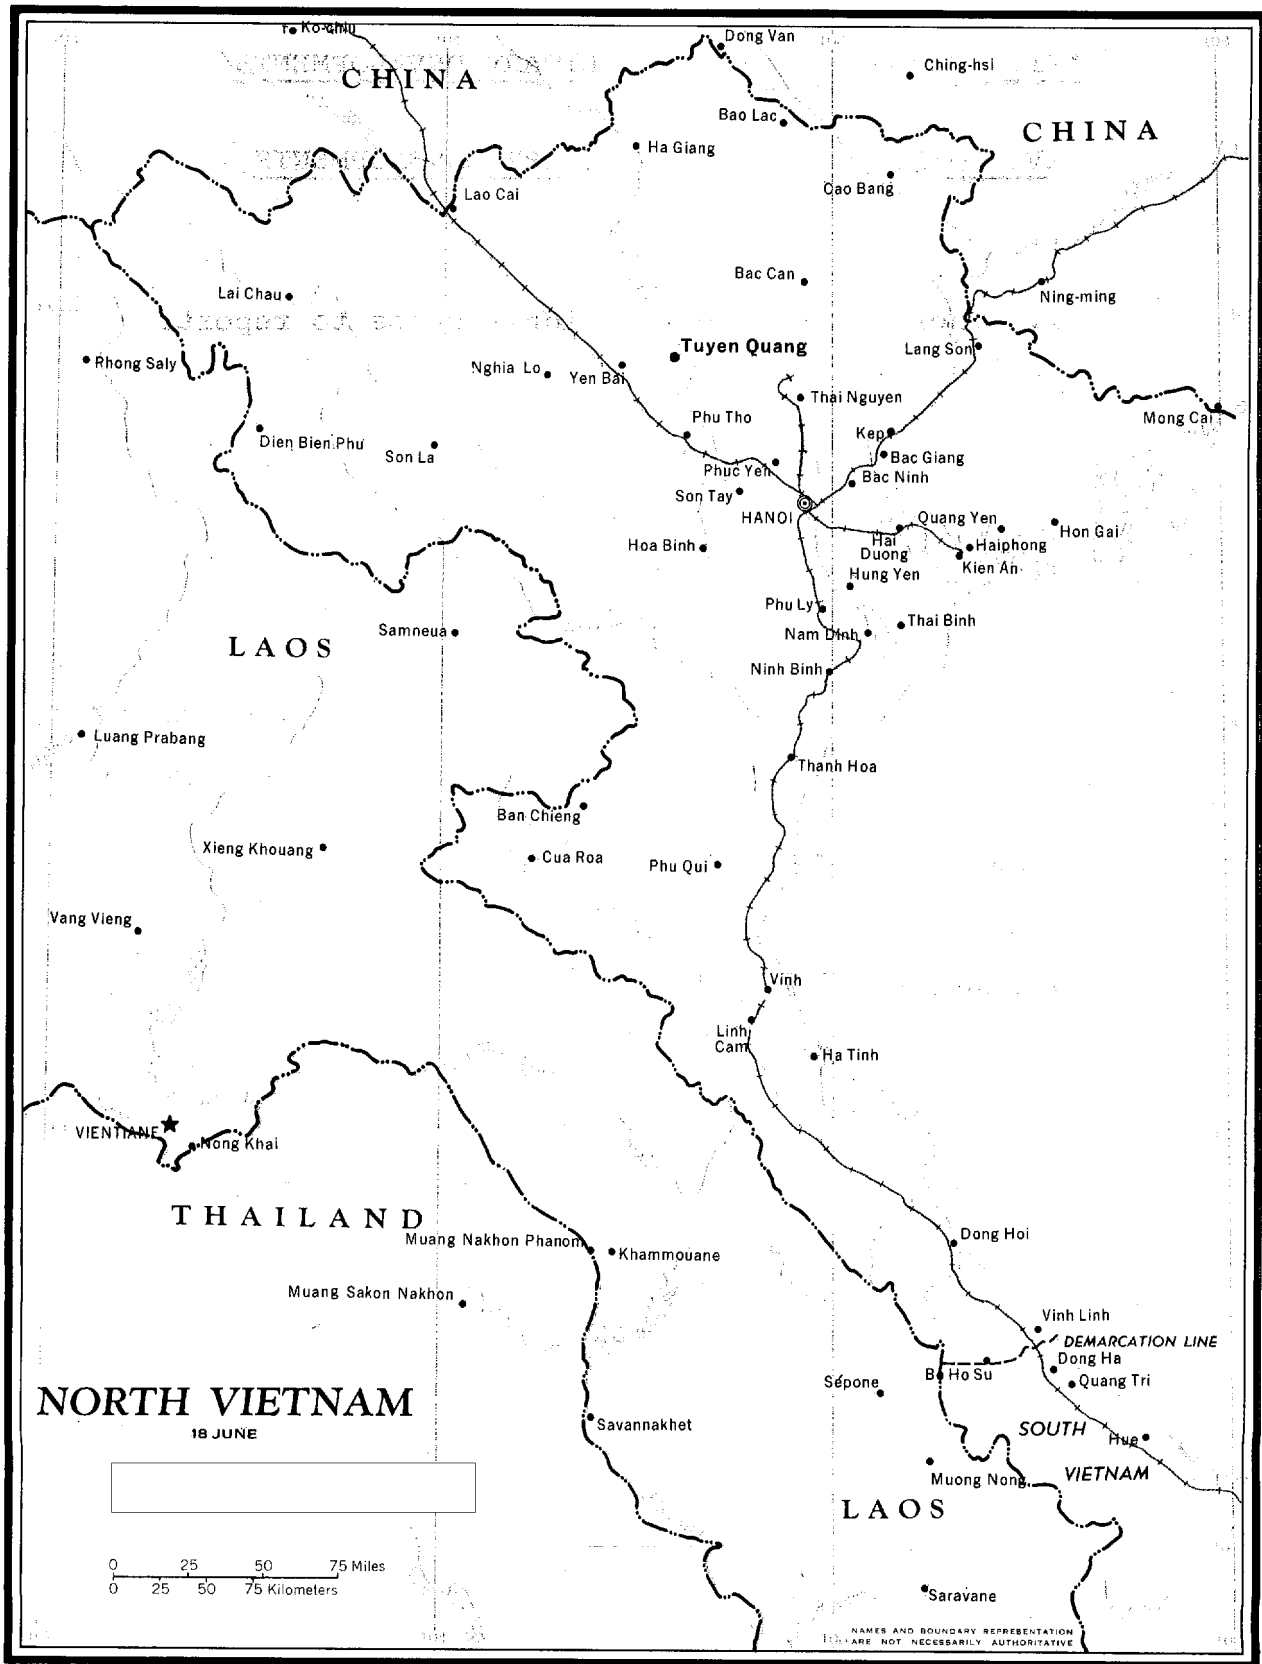 Ko-chiu
Dong Van
CHINA
Ching-hsi
Bao Lac
CHINA
Ha Giang
Cao Bang
Lao Cai
Bac Can
Lai Chau
Ning-ming
Tuyen Quang
Lang Son
Phong Saly
Nghia Lo
Yen Bai
Thai Nguyen
Mong Cai
Phu Tho
Kep
Dien Bien Phu
Son La
Bac Giang
Phuc Yen
Bac Ninh
Son Tay
HANOI
Quang Yen
Hon Gai
Hai
Duong
Haiphong
Hoa Binh
Kien An
Hung Yen
Phu Ly
Thai Binh
Samneua
Nam Dinh
LAOS
Ninh Binh
Luang Prabang
Thanh Hoa
Ban Chieng
Xieng Khouang
Cua Roa
Phu Qui
Vang Vieng
Vinh
Linh
Cam
Ha Tinh
VIENTIANE
Nong Khai
THAILAND
Muang Nakhon Phanom
Khammouane
Dong Hoi
Muang Sakon Nakhon
Vinh Linh
DEMARCATION LINE
Dong Ha
B Ho Su
Quang Tri
Sepone
NORTH VIETNAM
18 JUNE
Savannakhet
SOUTH
VIETNAM
Hue
Muong Nong
LAOS
0 25 50 75 Miles
0 25 50 75 Kilometers
Saravane
NAMES AND BOUNDARY REPRESENTATION
ARE NOT NECESSARILY AUTHORITATIVE